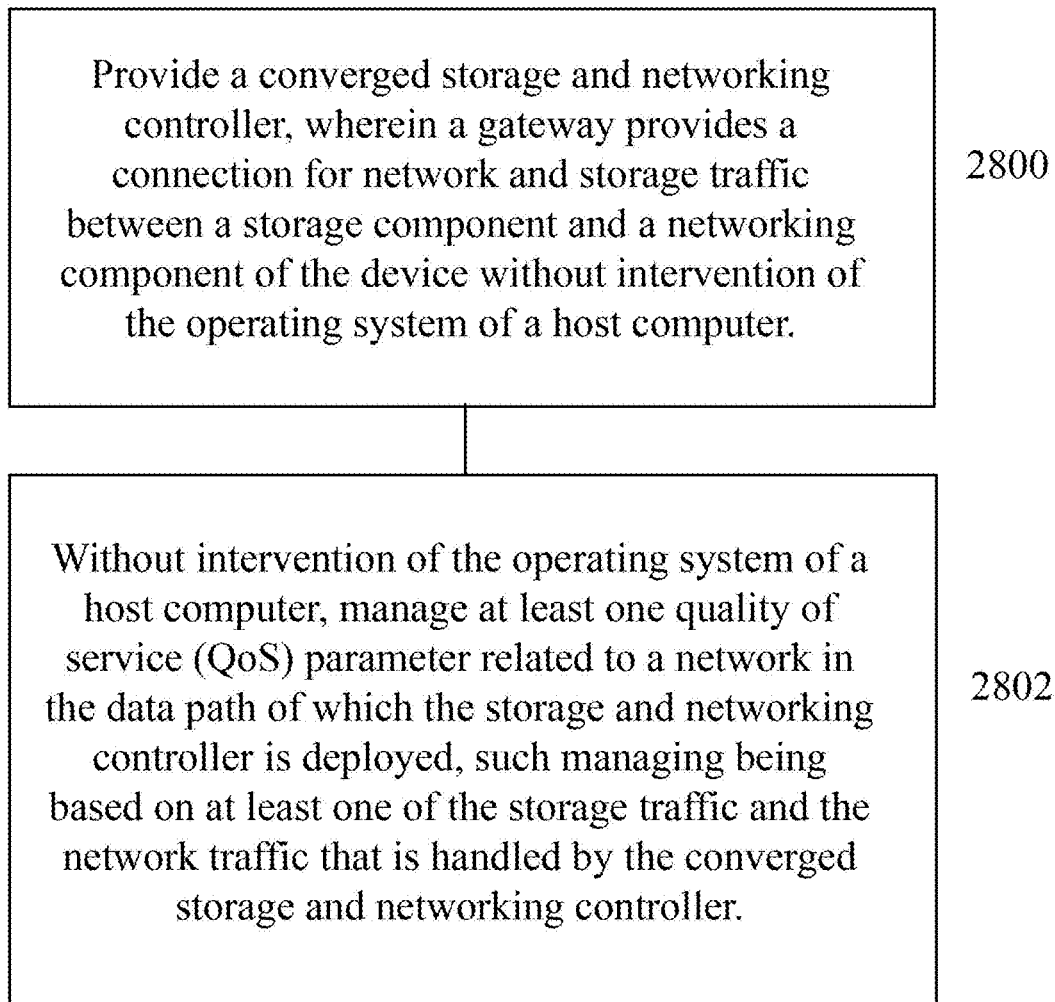 Provide a converged storage and networking
controller, wherein a gateway provides a
connection for network and storage traffic
between a storage component and a networking
component of the device without intervention of
the operating system of a host computer.
2800
Without intervention of the operating system of a
host computer, manage at least one quality of
service (QoS) parameter related to a network in
the data path of which the storage and networking
controller is deployed, such managing being
based on at least one of the storage traffic and the
network traffic that is handled by the converged
storage and networking controller.
2802